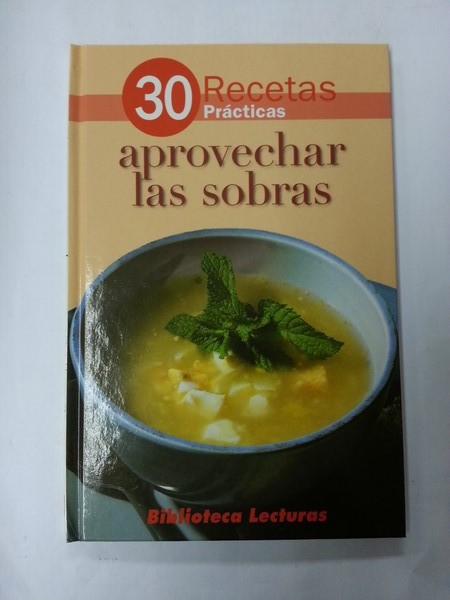 30 Recetas
Prácticas
aprovechar
las sobras
Biblioteca Lecturas